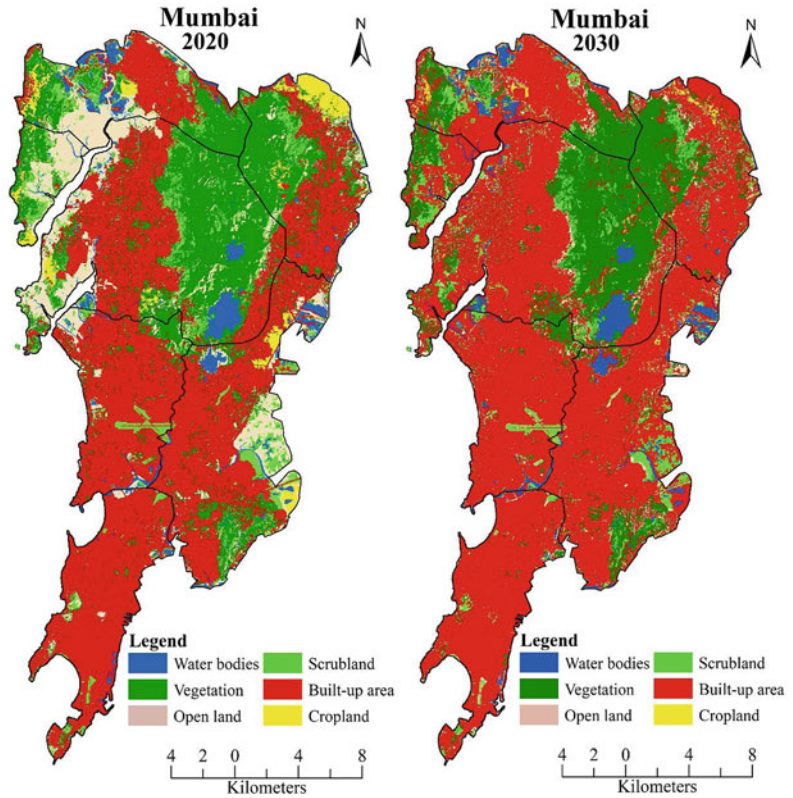 Mumbai
2020
N
Legend
Water bodies
Scrubland
Vegetation
Built-up area
Open land
Cropland
4 0 4 8
Kilometers
Mumbai
2030
N
Legend
Water bodies
Scrubland
Vegetation
Built-up area
Open land
Cropland
4 2 0 4 8
Kilometers